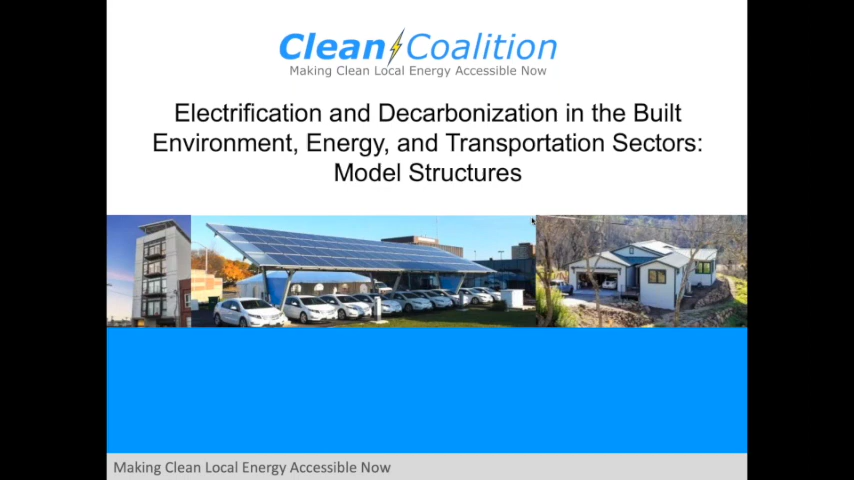 Clean Coalition
Making Clean Local Energy Accessible Now
Electrification and Decarbonization in the Built
Environment, Energy, and Transportation Sectors:
Model Structures
Making Clean Local Energy Accessible Now